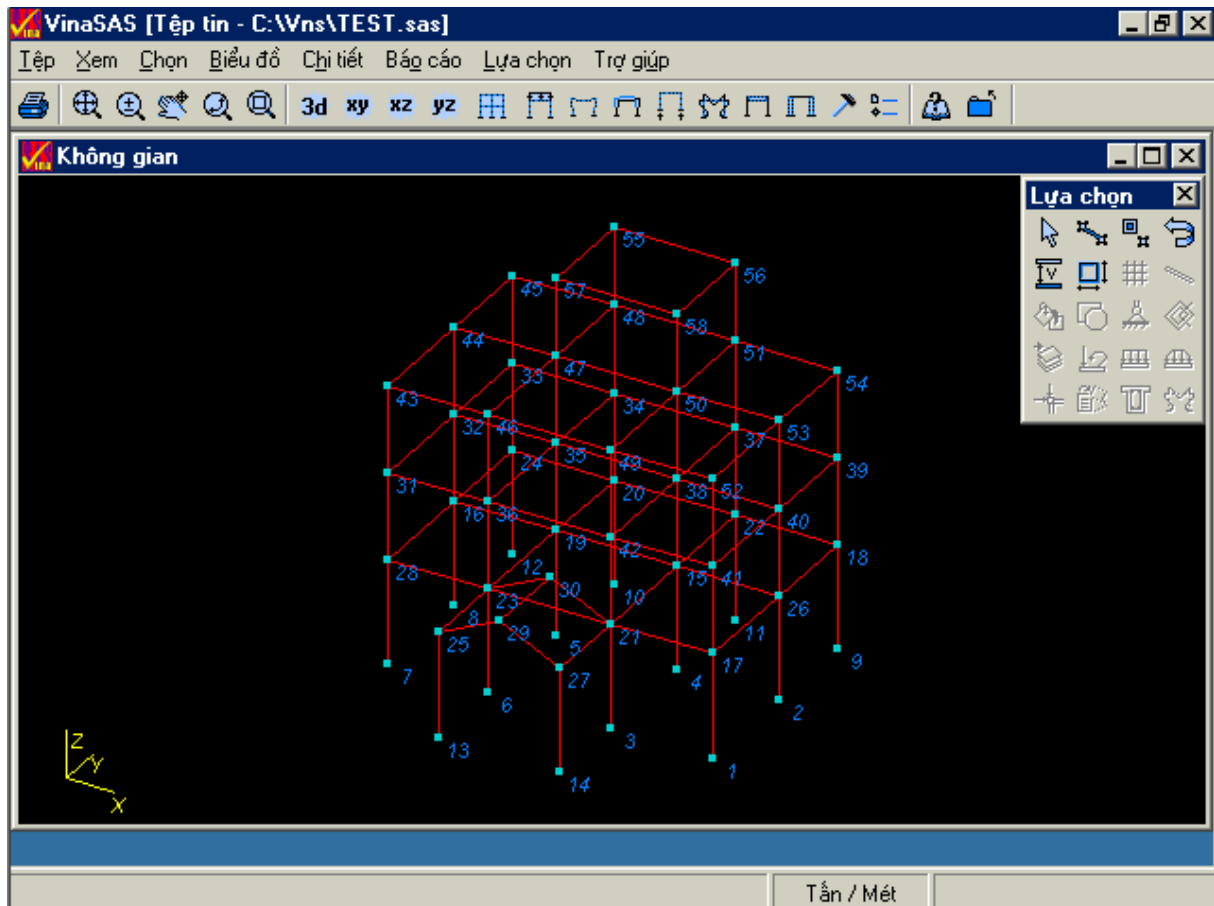 VinaSAS [Tệp tin - C:\Vns\TEST.sas]
Tệp Xem Chọn Biểu đồ Chi tiết Báo cáo Lựa chọn Trợ giúp
3d xy xz yz
Không gian
Lựa chọn
55
56
45 57
48 58
44 51
33 47 54
43 34 50
32 46 37 53
24 35 49 39
31 20 38 52
16 36 22 40
19 42 18
28 12 30 15 41
23 10 26
8 29 5 11
25 21 9
7 27 4 17
6 2
13 3
14 1
Z
Y
X
Tấn / Mét